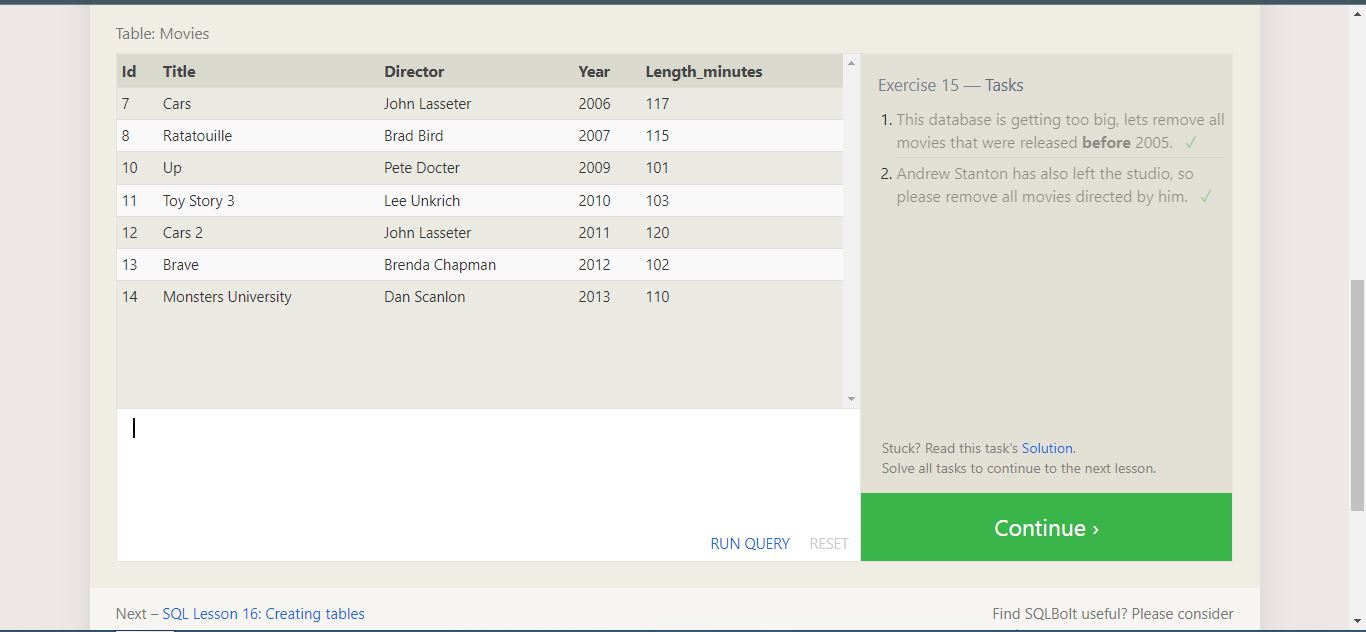 Table: Movies
Id Title Director Year Length_minutes
7 Cars John Lasseter 2006 117
8 Ratatouille Brad Bird 2007 115
10 Up Pete Docter 2009 101
11 Toy Story 3 Lee Unkrich 2010 103
12 Cars 2 John Lasseter 2011 120
13 Brave Brenda Chapman 2012 102
14 Monsters University Dan Scanlon 2013 110
RUN QUERY RESET
Exercise 15 — Tasks
1. This database is getting too big, lets remove all
movies that were released before 2005. ✓
2. Andrew Stanton has also left the studio, so
please remove all movies directed by him. ✓
Stuck? Read this task's Solution.
Solve all tasks to continue to the next lesson.
Continue ›
Next – SQL Lesson 16: Creating tables
Find SQLBolt useful? Please consider